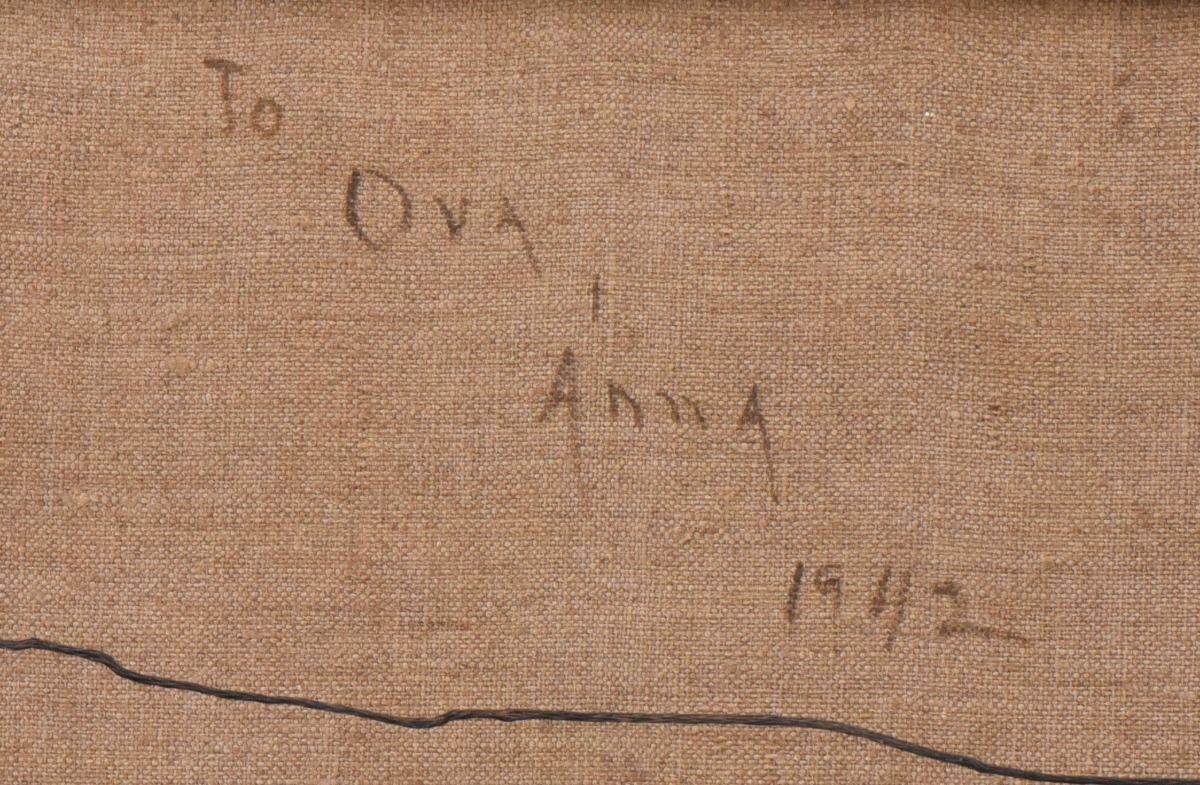 To
Ova
+
Anna
1942